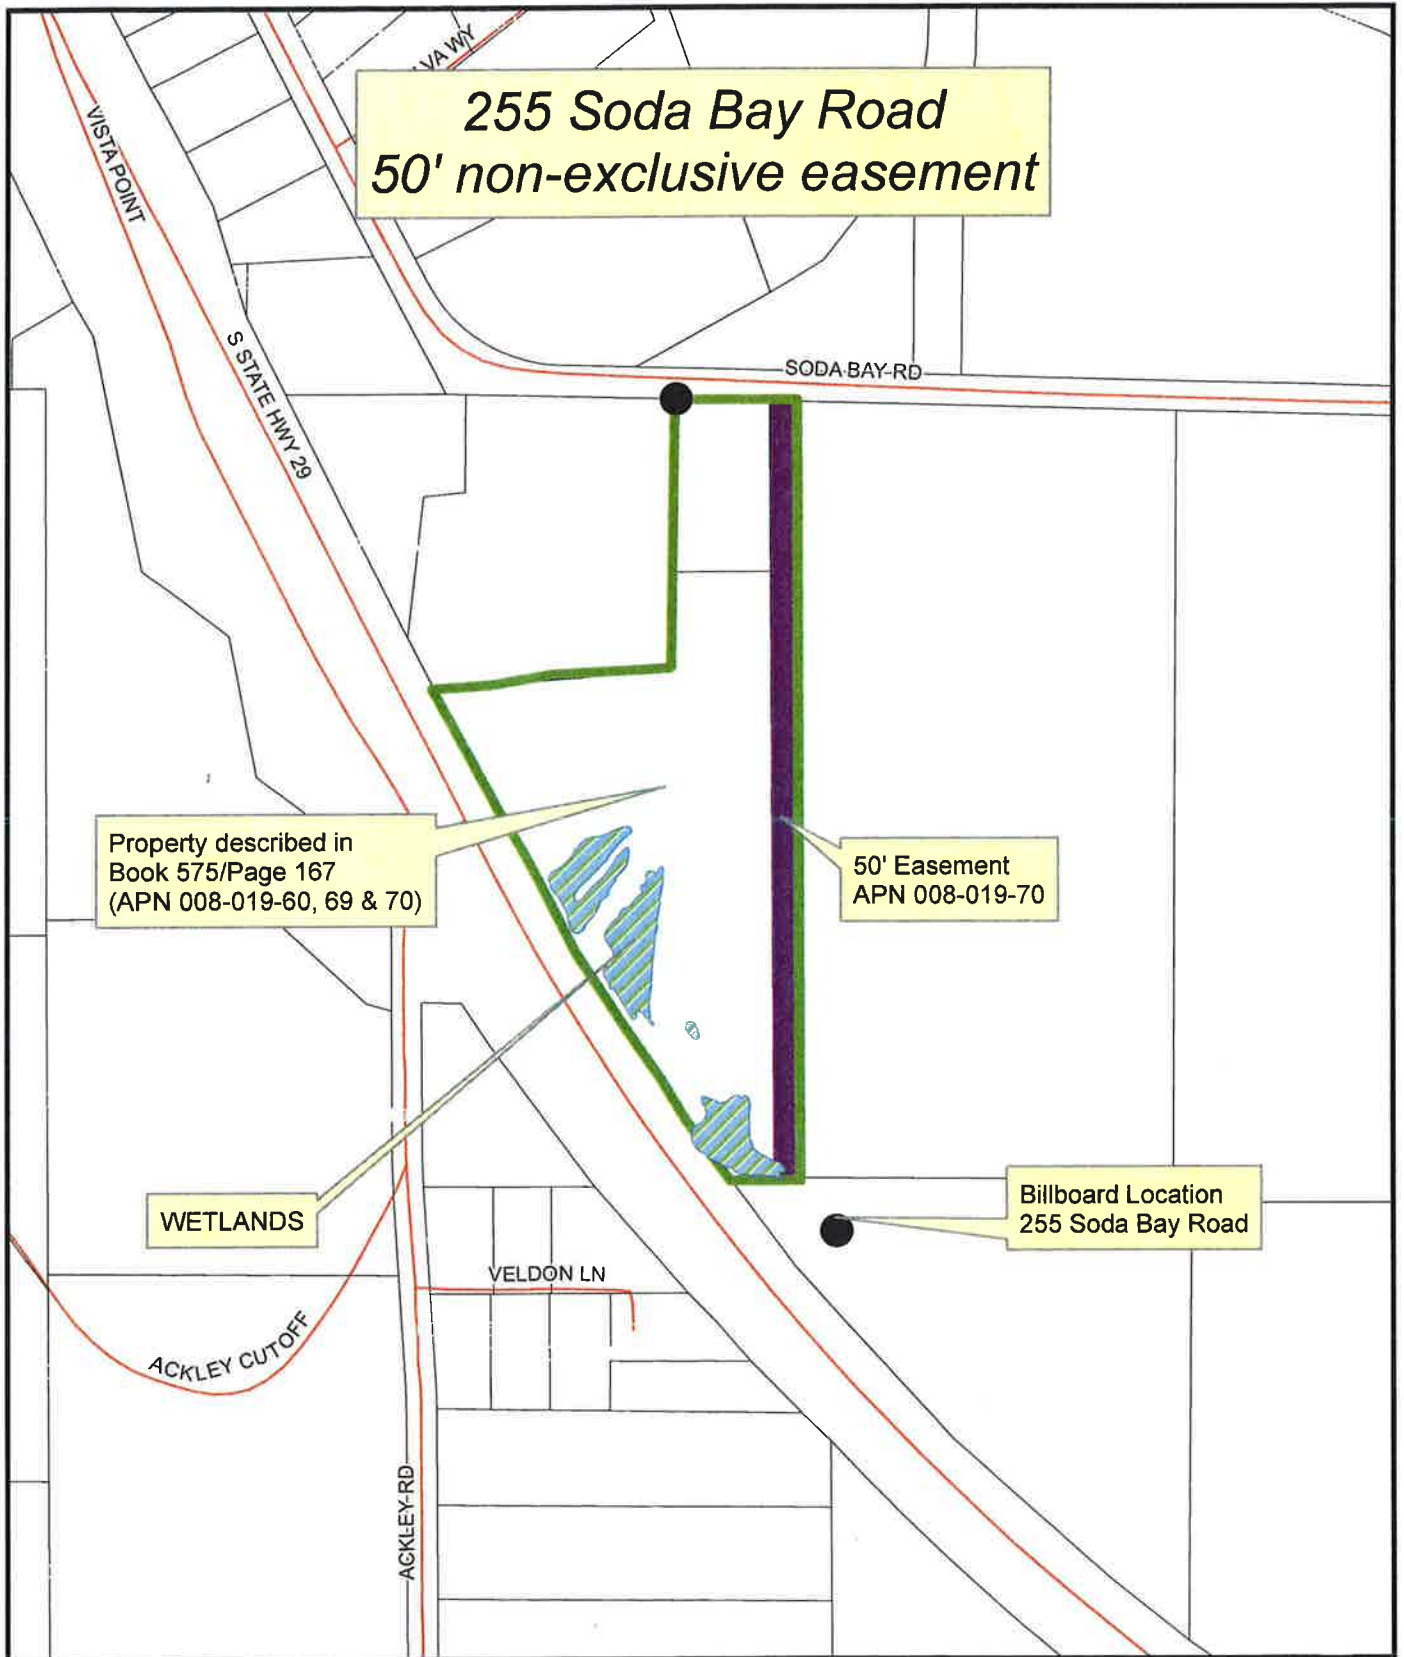 LVA WY
255 Soda Bay Road
50' non-exclusive easement
VISTA POINT
S STATE HWY 29
SODA BAY RD
Property described in
Book 575/Page 167
(APN 008-019-60, 69 & 70)
50' Easement
APN 008-019-70
WETLANDS
Billboard Location
255 Soda Bay Road
VELDON LN
ACKLEY CUTOFF
ACKLEY RD